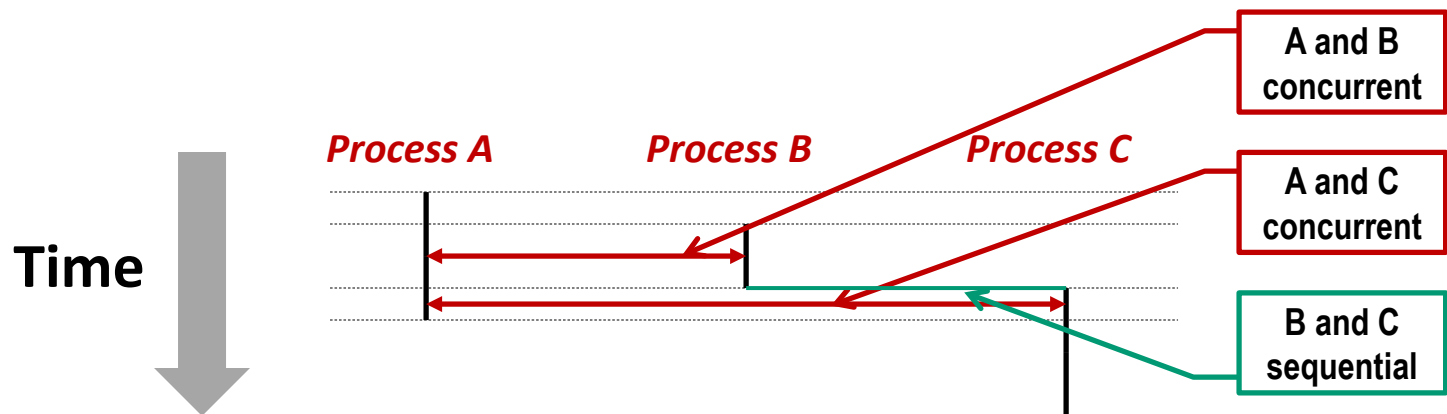 A and B
concurrent
Process A
Process B
Process C
A and C
concurrent
Time
B and C
sequential